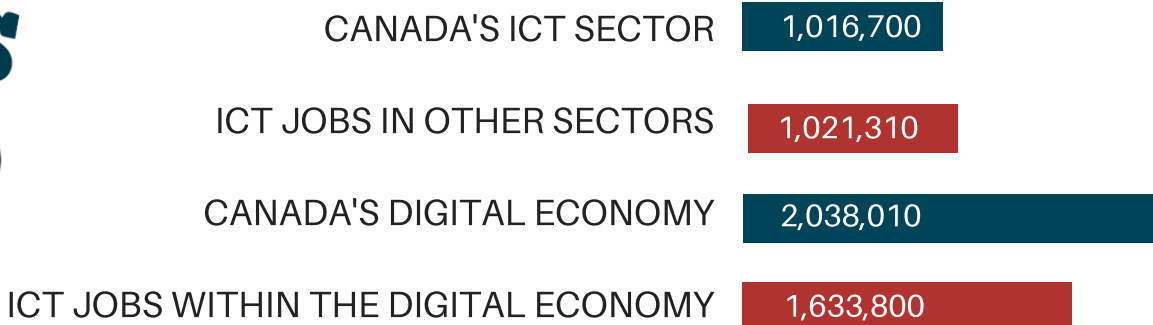 CANADA'S ICT SECTOR 1,016,700
ICT JOBS IN OTHER SECTORS 1,021,310
CANADA'S DIGITAL ECONOMY 2,038,010
ICT JOBS WITHIN THE DIGITAL ECONOMY 1,633,800